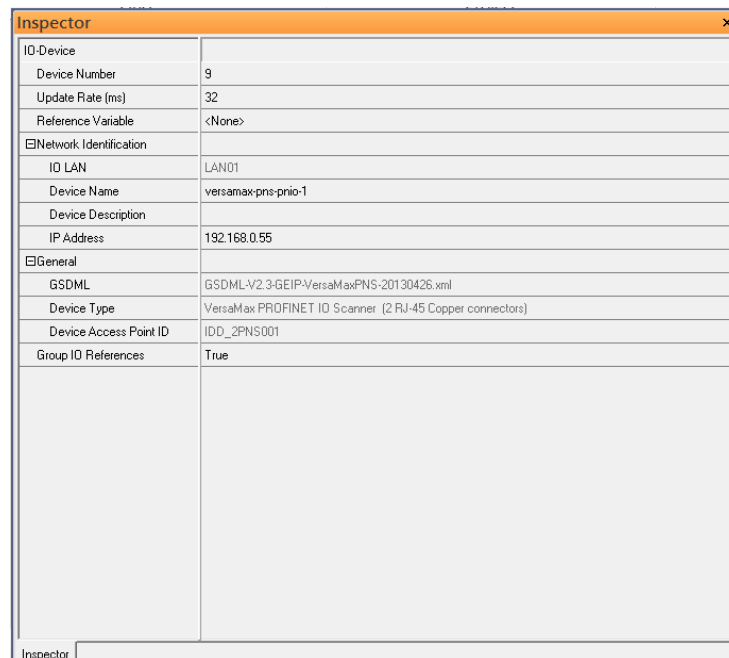 Inspector
IO-Device
Device Number 9
Update Rate (ms) 32
Reference Variable <None>
Network Identification
IO LAN LAN01
Device Name versamax-pns-pnio-1
Device Description
IP Address 192.168.0.55
General
GSDML GSDML-V2.3-GEIP-VersaMaxPNS-20130426.xml
Device Type VersaMax PROFINET IO Scanner (2 RJ-45 Copper connectors)
Device Access Point ID IDD_2PNS001
Group IO References True
Inspector